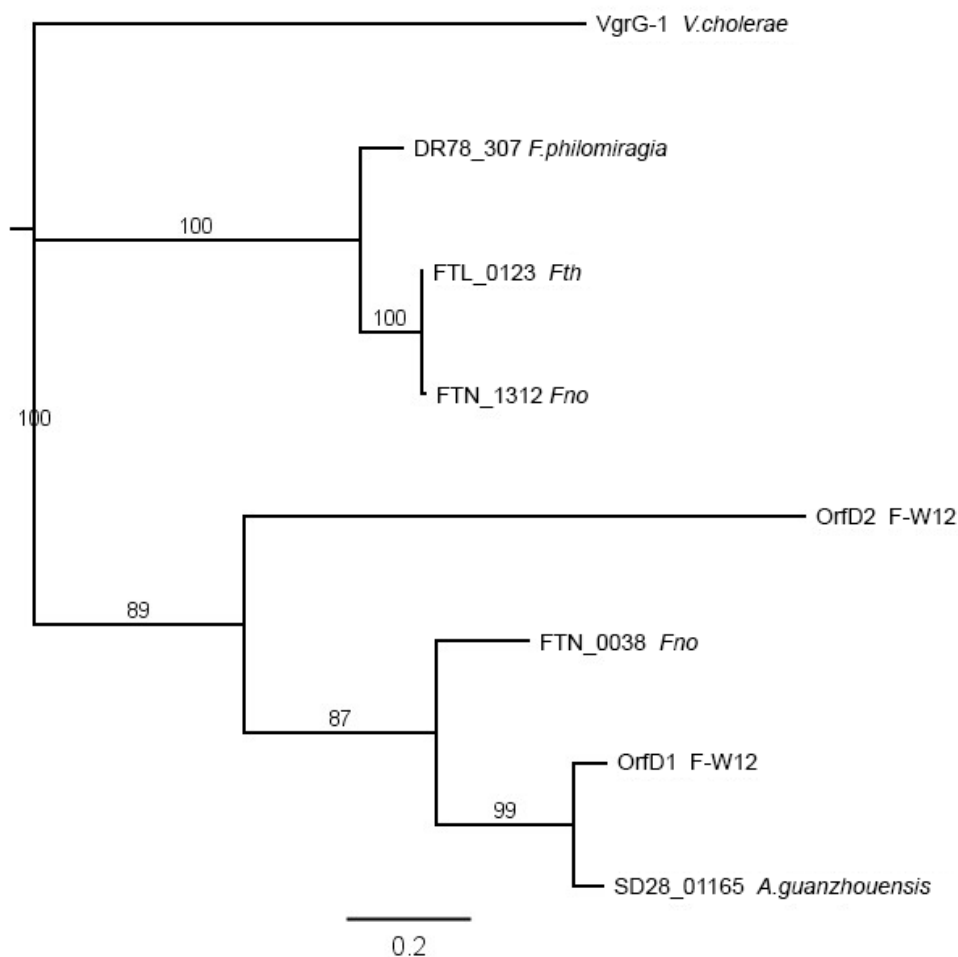 VgrG-1 V.cholerae
DR78_307 F.philomiragia
100
FTL_0123 Fth
100
FTN_1312 Fno
100
OrfD2 F-W12
89
FTN_0038 Fno
87
OrfD1 F-W12
99
SD28_01165 A.guanzhouensis
0.2